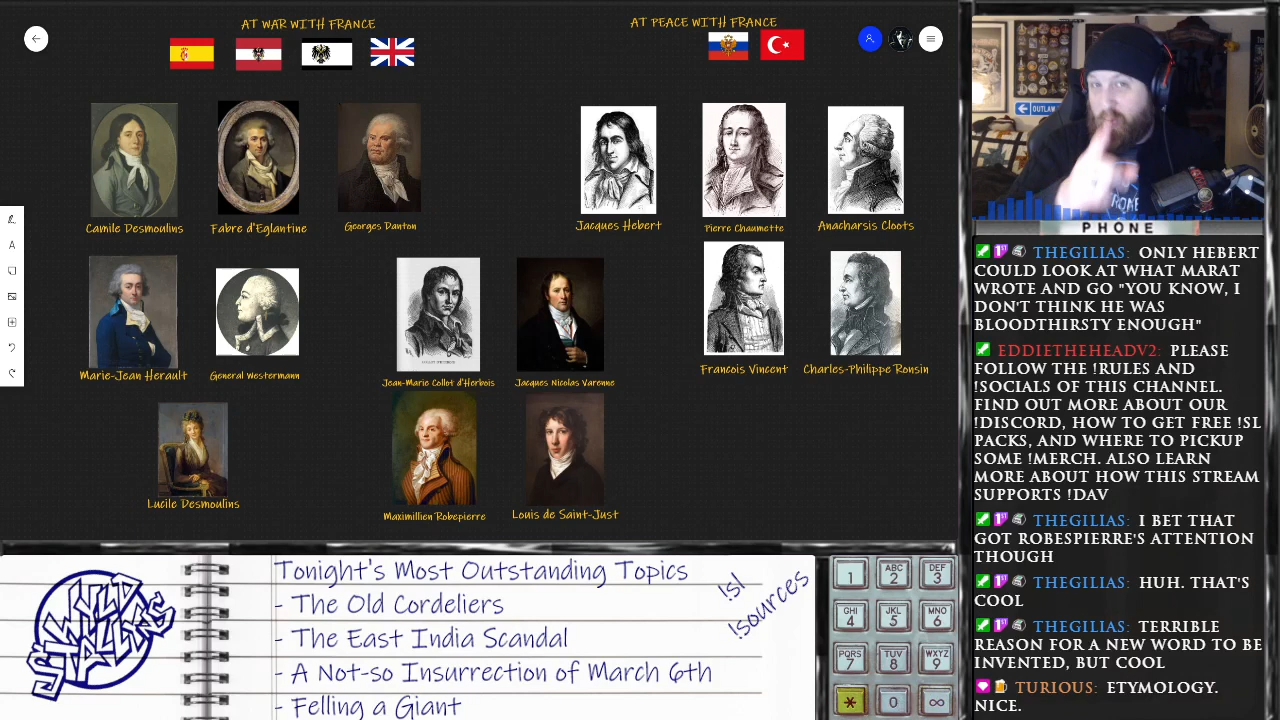 AT WAR WITH FRANCE
AT PEACE WITH FRANCE
Camile Desmoulins
Fabre d'Eglantine
Georges Danton
Jacques Hebert
Pierre Chaumette
Anacharsis Cloots
Marie-Jean Herault
General Westermann
Jean-Marie Collot d'Herbois
Jacques Nicolas Varenne
Francois Vincent
Charles-Philippe Ronsin
Lucile Desmoulins
Maximillien Robepierre
Louis de Saint-Just
OUTLAW
PHONE
THEGILIAS: ONLY HEBERT
COULD LOOK AT WHAT MARAT
WROTE AND GO "YOU KNOW, I
DON'T THINK HE WAS
BLOODTHIRSTY ENOUGH"
EDDIETHEHEADV2: PLEASE
FOLLOW THE !RULES AND
!SOCIALS OF THIS CHANNEL.
FIND OUT MORE ABOUT OUR
!DISCORD, HOW TO GET FREE !SL
PACKS, AND WHERE TO PICKUP
SOME !MERCH. ALSO LEARN
MORE ABOUT HOW THIS STREAM
SUPPORTS !DAV
THEGILIAS: I BET THAT
GOT ROBESPIERRE'S ATTENTION
THOUGH
THEGILIAS: HUH. THAT'S
COOL
THEGILIAS: TERRIBLE
REASON FOR A NEW WORD TO BE
INVENTED, BUT COOL
TURIOUS: ETYMOLOGY.
NICE.
WYLD STALLYNS
Tonight's Most Outstanding Topics
- The Old Cordeliers
- The East India Scandal
- A Not-so Insurrection of March 6th
- Felling a Giant
!sl
!sources
1
ABC 2
DEF 3
GHI 4
JKL 5
MNO 6
PQRS 7
TUV 8
WXYZ 9
* 0 ∞